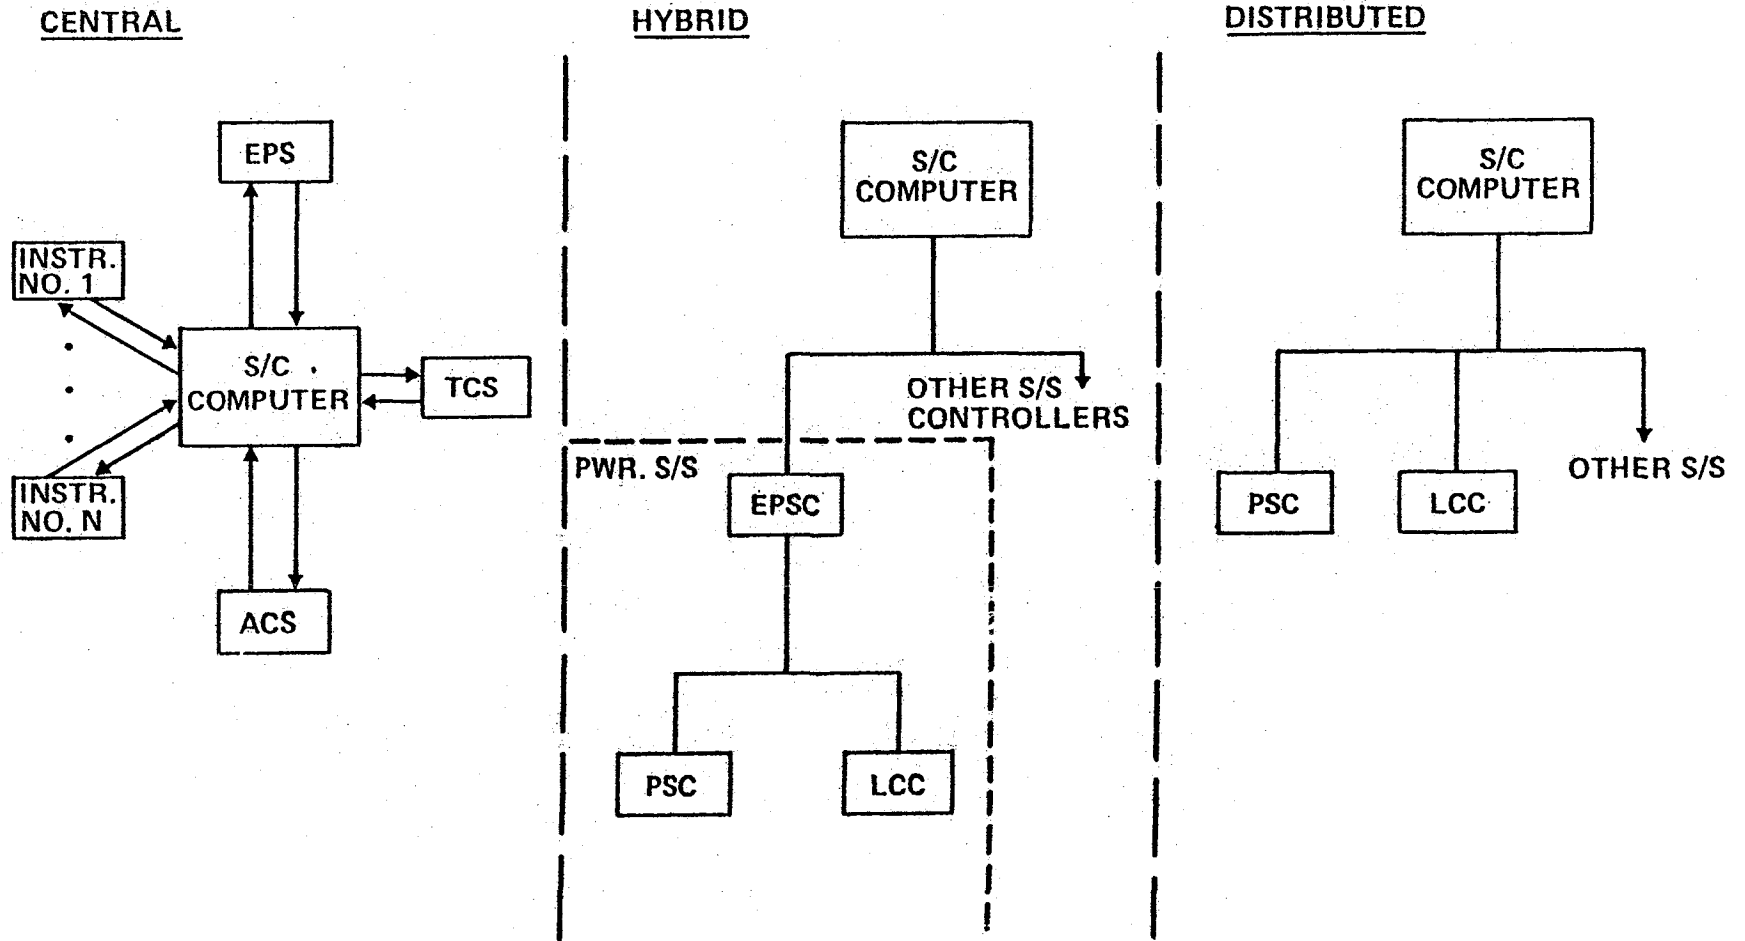 CENTRAL
EPS
INSTR.
NO. 1
S/C
COMPUTER
TCS
INSTR.
NO. N
ACS
HYBRID
S/C
COMPUTER
OTHER S/S
CONTROLLERS
PWR. S/S
EPSC
PSC
LCC
DISTRIBUTED
S/C
COMPUTER
PSC
LCC
OTHER S/S